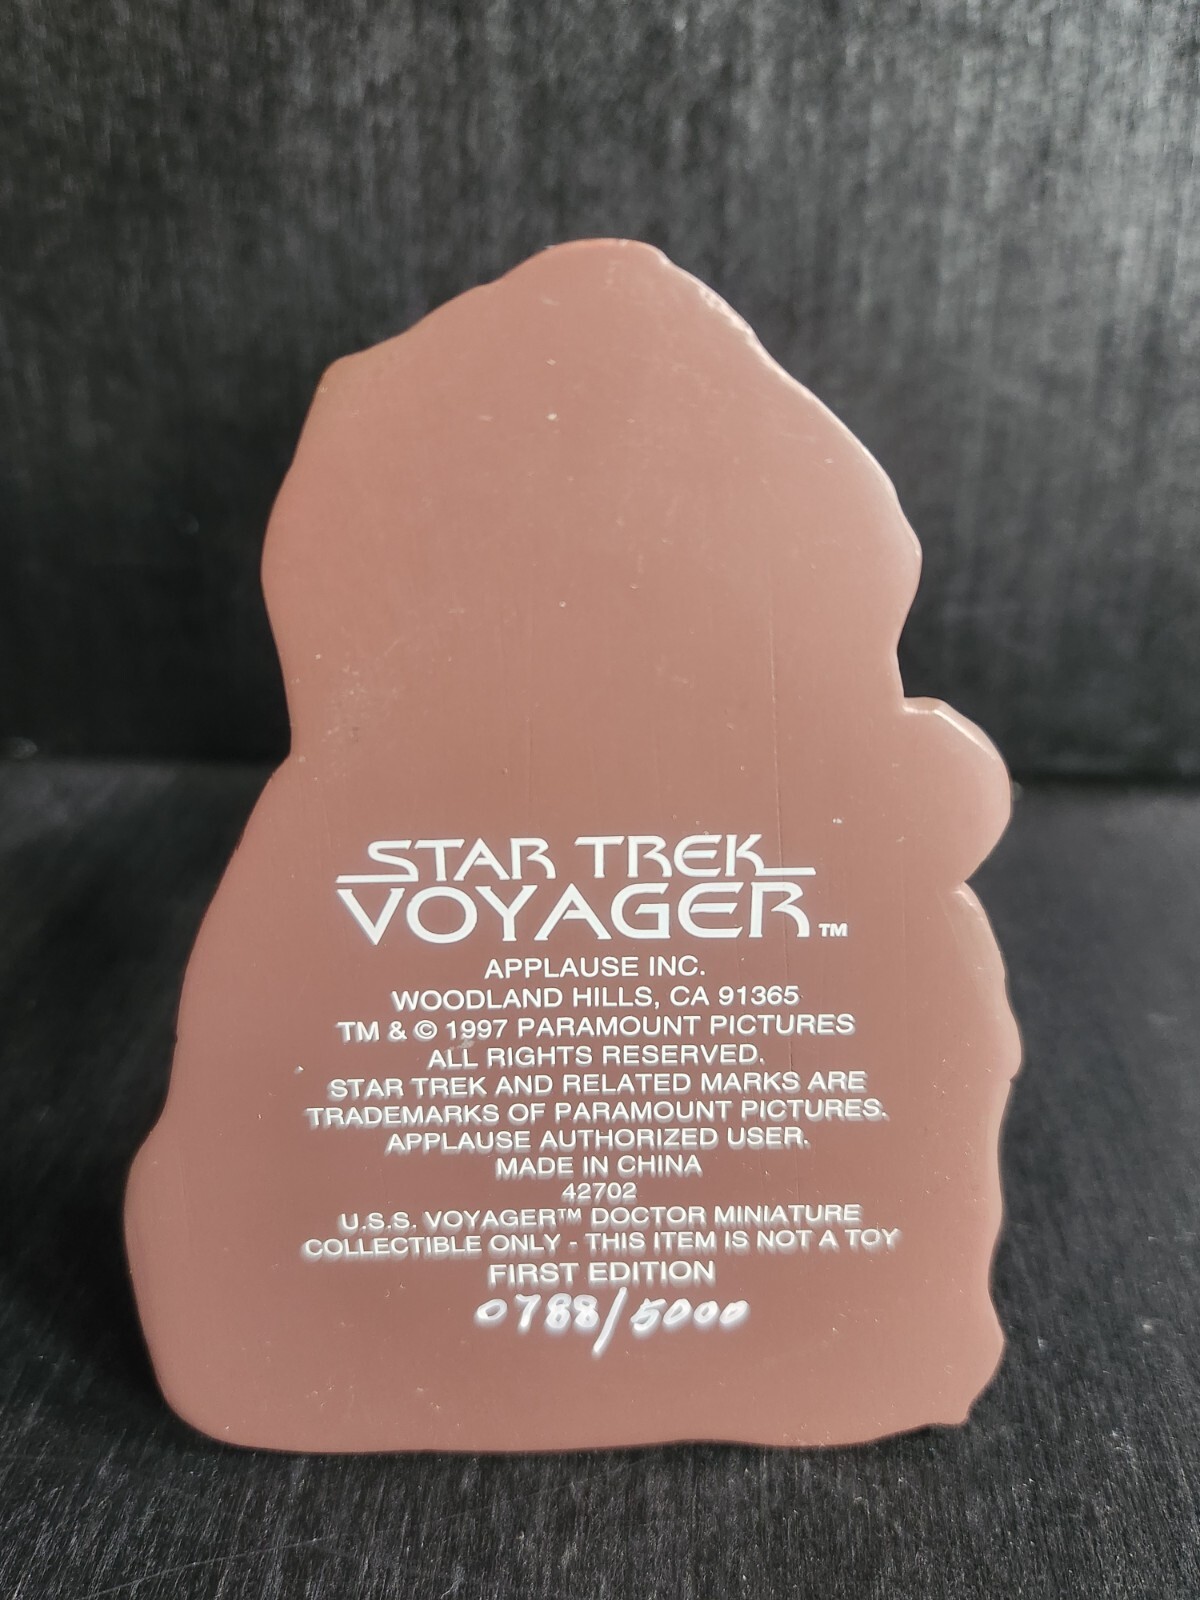 STAR TREK
VOYAGER™
APPLAUSE INC.
WOODLAND HILLS, CA 91365
TM & © 1997 PARAMOUNT PICTURES
ALL RIGHTS RESERVED.
STAR TREK AND RELATED MARKS ARE
TRADEMARKS OF PARAMOUNT PICTURES.
APPLAUSE AUTHORIZED USER.
MADE IN CHINA
42702
U.S.S. VOYAGER™ DOCTOR MINIATURE
COLLECTIBLE ONLY - THIS ITEM IS NOT A TOY
FIRST EDITION
0788/5000